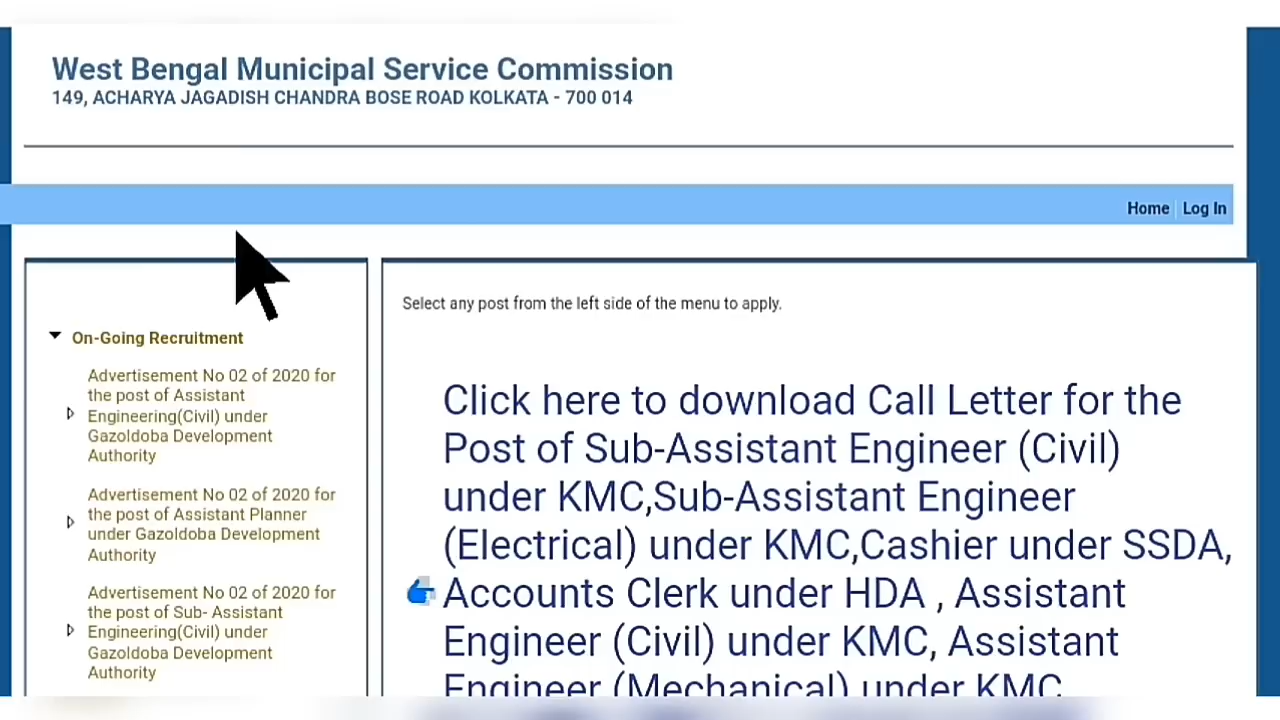 West Bengal Municipal Service Commission
149, ACHARYA JAGADISH CHANDRA BOSE ROAD KOLKATA - 700 014
Home | Log In
On-Going Recruitment
Advertisement No 02 of 2020 for
the post of Assistant
Engineering(Civil) under
Gazoldoba Development
Authority
Advertisement No 02 of 2020 for
the post of Assistant Planner
under Gazoldoba Development
Authority
Advertisement No 02 of 2020 for
the post of Sub- Assistant
Engineering(Civil) under
Gazoldoba Development
Authority
Select any post from the left side of the menu to apply.
Click here to download Call Letter for the
Post of Sub-Assistant Engineer (Civil)
under KMC,Sub-Assistant Engineer
(Electrical) under KMC,Cashier under SSDA,
Accounts Clerk under HDA , Assistant
Engineer (Civil) under KMC, Assistant
Engineer (Mechanical) under KMC